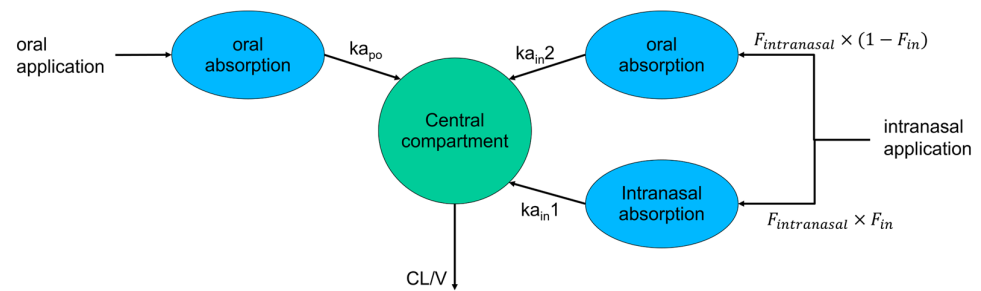 oral
application
oral
absorption
ka_po
Central
compartment
CL/V
ka_in2
oral
absorption
F_intranasal × (1 − F_in)
intranasal
application
ka_in1
Intranasal
absorption
F_intranasal × F_in